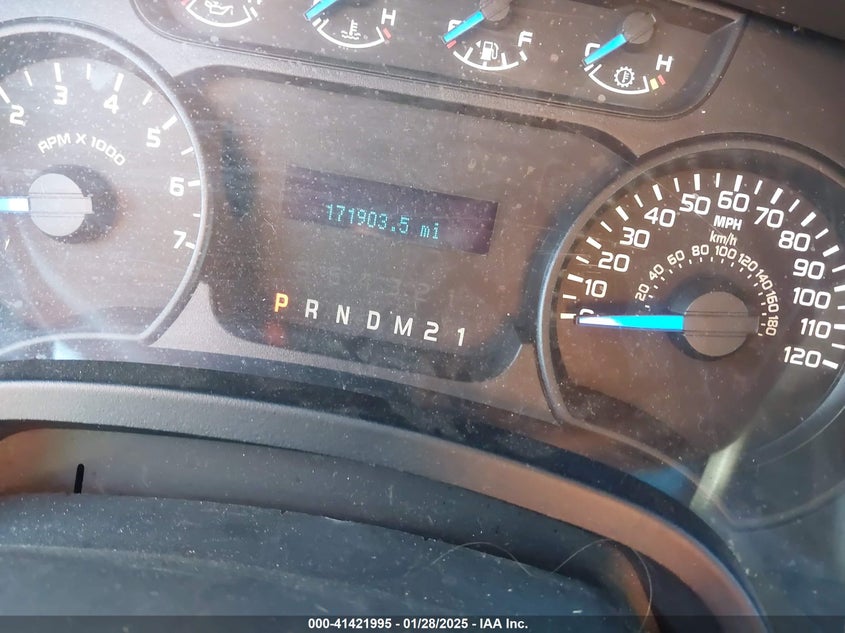 H
E F
C H
2 3 4 5 6 7
RPM X 1000
171903.5 mi
P R N D M 2 1
10 20 30 40 50 60 70 80 90 100 110 120
MPH
km/h
20 40 60 80 100 120 140 160 180
000-41421995 - 01/28/2025 - IAA Inc.